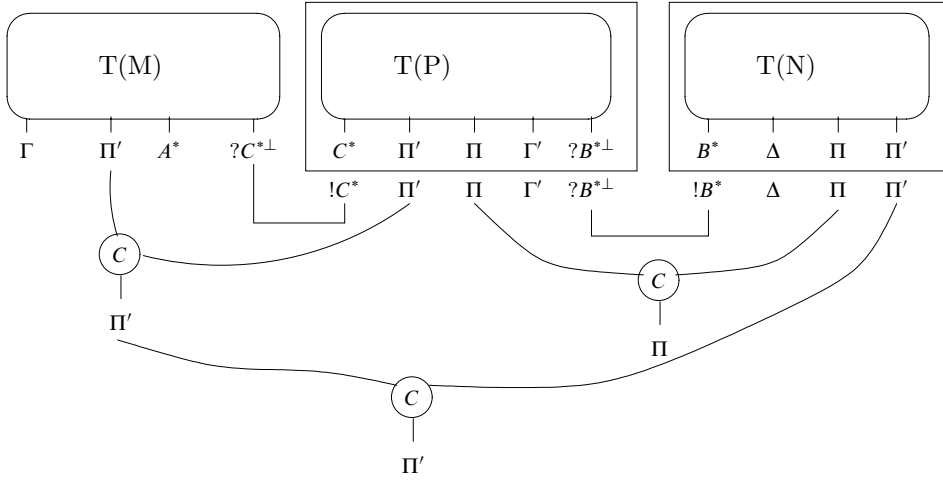 T(M) T(P) T(N)
Γ Π′ A* ?C*⊥ C* Π′ Π Γ′ ?B*⊥ B* Δ Π Π′
!C* Π′ Π Γ′ ?B*⊥ !B* Δ Π Π′
C
C
Π′
Π
C
Π′